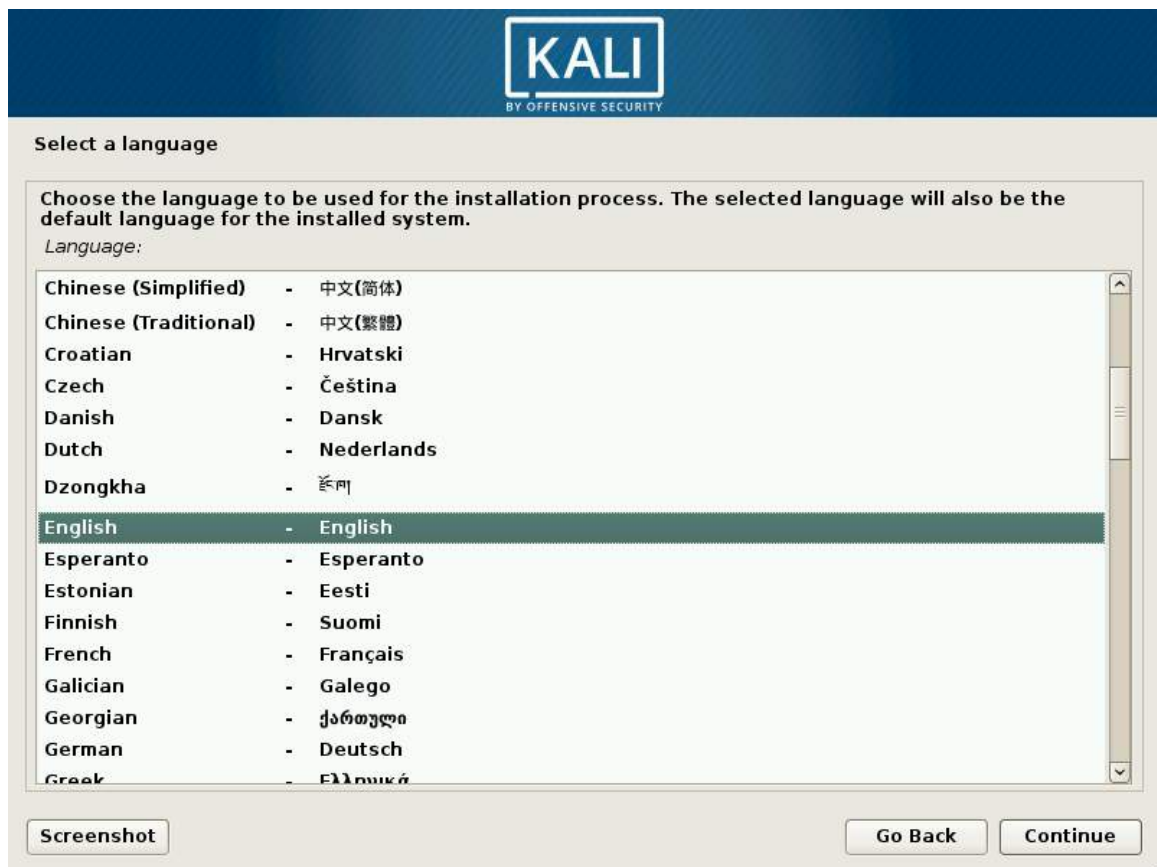 KALI
BY OFFENSIVE SECURITY
Select a language
Choose the language to be used for the installation process. The selected language will also be the
default language for the installed system.
Language:
Chinese (Simplified) - 中文(简体)
Chinese (Traditional) - 中文(繁體)
Croatian - Hrvatski
Czech - Čeština
Danish - Dansk
Dutch - Nederlands
Dzongkha - རྫོང་ཁ།
English - English
Esperanto - Esperanto
Estonian - Eesti
Finnish - Suomi
French - Français
Galician - Galego
Georgian - ქართული
German - Deutsch
Greek - Ελληνικά
Screenshot Go Back Continue